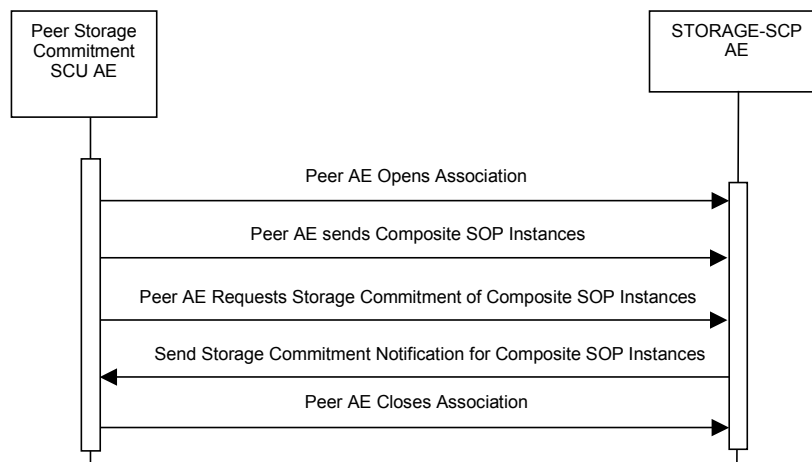 Peer Storage
Commitment
SCU AE
STORAGE-SCP
AE
Peer AE Opens Association
Peer AE sends Composite SOP Instances
Peer AE Requests Storage Commitment of Composite SOP Instances
Send Storage Commitment Notification for Composite SOP Instances
Peer AE Closes Association